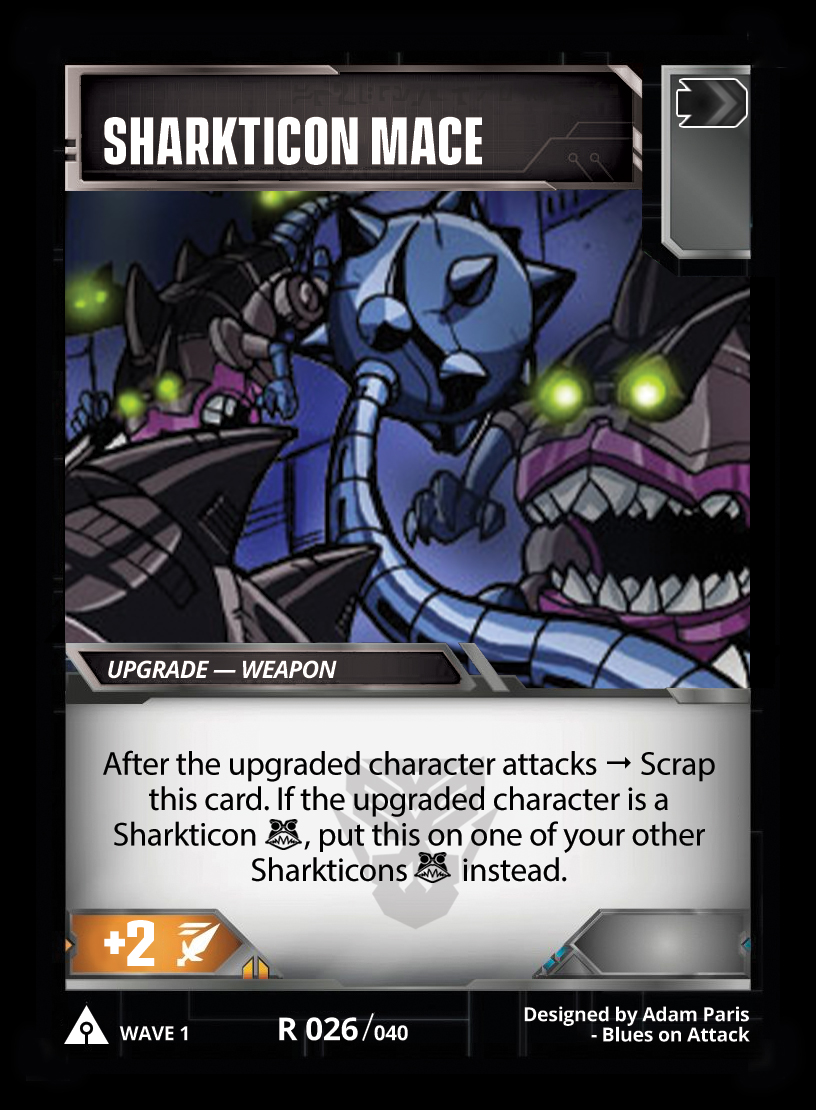 SHARKTICON MACE
UPGRADE — WEAPON
After the upgraded character attacks → Scrap
this card. If the upgraded character is a
Sharkticon , put this on one of your other
Sharkticons instead.
+2
WAVE 1
R 026/040
Designed by Adam Paris
- Blues on Attack